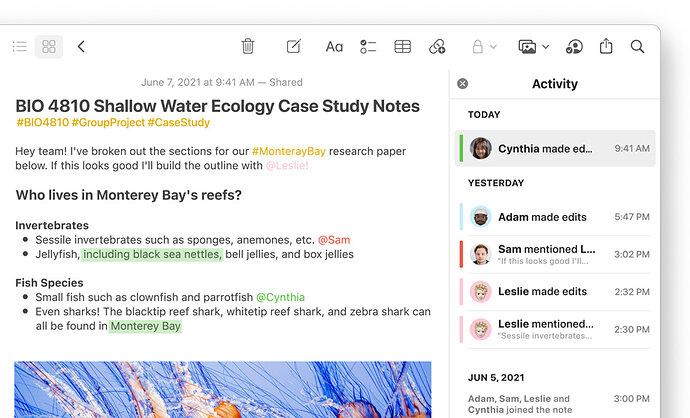 Aa
June 7, 2021 at 9:41 AM — Shared
BIO 4810 Shallow Water Ecology Case Study Notes
#BIO4810 #GroupProject #CaseStudy
Hey team! I've broken out the sections for our #MonterayBay research paper
below. If this looks good I'll build the outline with @Leslie!
Who lives in Monterey Bay's reefs?
Invertebrates
Sessile invertebrates such as sponges, anemones, etc. @Sam
Jellyfish, including black sea nettles, bell jellies, and box jellies
Fish Species
Small fish such as clownfish and parrotfish @Cynthia
Even sharks! The blacktip reef shark, whitetip reef shark, and zebra shark can
all be found in Monterey Bay
Activity
TODAY
Cynthia made ed... 9:41 AM
YESTERDAY
Adam made edits 5:47 PM
Sam mentioned L... 3:02 PM
"If this looks good I'll...
Leslie made edits 2:32 PM
Leslie mentioned... 2:30 PM
"Sessile invertebrates...
JUN 5, 2021
Adam, Sam, Leslie and 3:00 PM
Cynthia joined the note